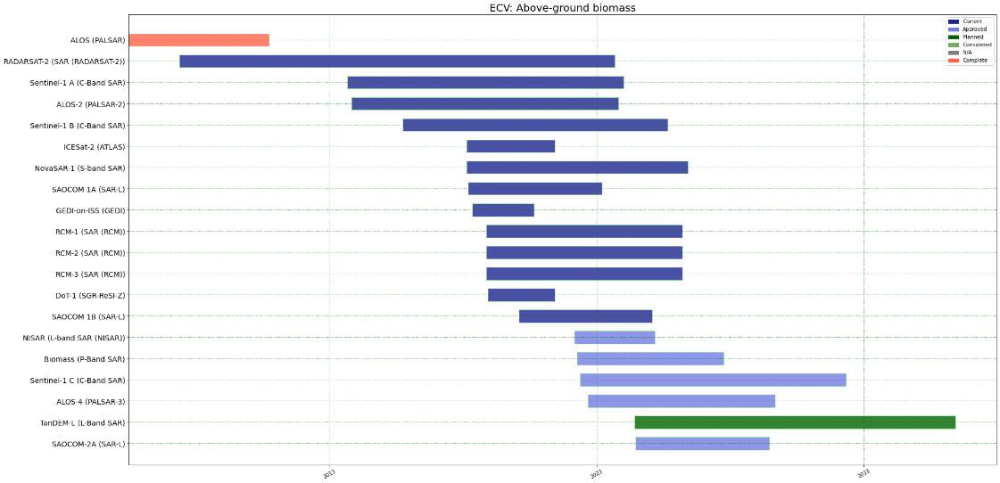 ECV: Above-ground biomass
Current
Approved
Planned
Considered
N/A
Complete
ALOS (PALSAR)
RADARSAT-2 (SAR (RADARSAT-2))
Sentinel-1 A (C-Band SAR)
ALOS-2 (PALSAR-2)
Sentinel-1 B (C-Band SAR)
ICESat-2 (ATLAS)
NovaSAR-1 (S-band SAR)
SAOCOM 1A (SAR-L)
GEDI-on-ISS (GEDI)
RCM-1 (SAR (RCM))
RCM-2 (SAR (RCM))
RCM-3 (SAR (RCM))
DoT-1 (SGR-ReSI-Z)
SAOCOM 1B (SAR-L)
NISAR (L-band SAR (NISAR))
Biomass (P-Band SAR)
Sentinel-1 C (C-Band SAR)
ALOS-4 (PALSAR-3)
TanDEM-L (L-Band SAR)
SAOCOM-2A (SAR-L)
2013
2023
2033